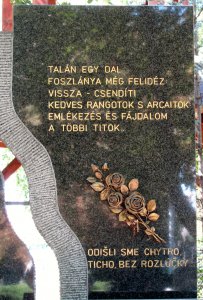 TALÁN EGY DAL
FOSZLÁNYA MÉG FELIDÉZ:
VISSZA - CSENDÍTI
KEDVES RANGOTOK S ARCAITOK
EMLÉKEZÉS ÉS FÁJDALOM
A TÖBBI TITOK..
ODIŠLI SME CHYTRO,
TICHO, BEZ ROZLÚČKY